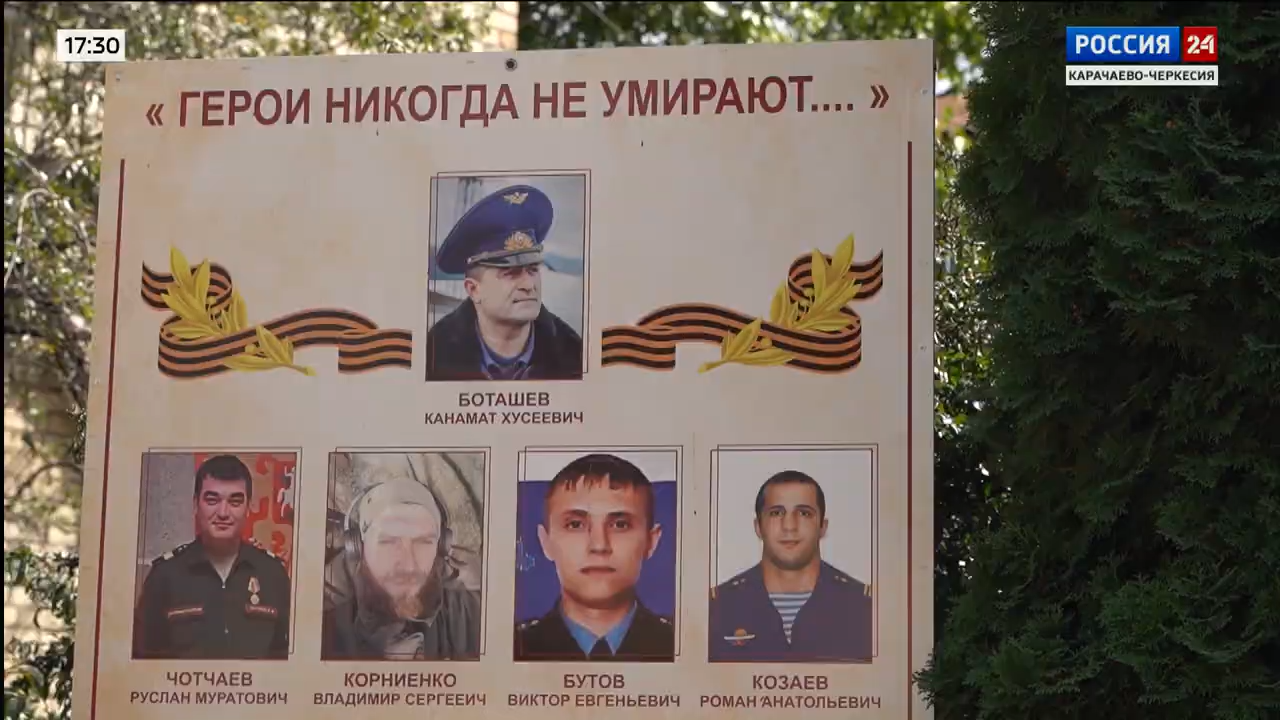 17:30
РОССИЯ 24
КАРАЧАЕВО-ЧЕРКЕСИЯ
« ГЕРОИ НИКОГДА НЕ УМИРАЮТ.... »
БОТАШЕВ
КАНАМАТ ХУСЕЕВИЧ
ЧОТЧАЕВ
РУСЛАН МУРАТОВИЧ
КОРНИЕНКО
ВЛАДИМИР СЕРГЕЕИЧ
БУТОВ
ВИКТОР ЕВГЕНЬЕВИЧ
КОЗАЕВ
РОМАН АНАТОЛЬЕВИЧ